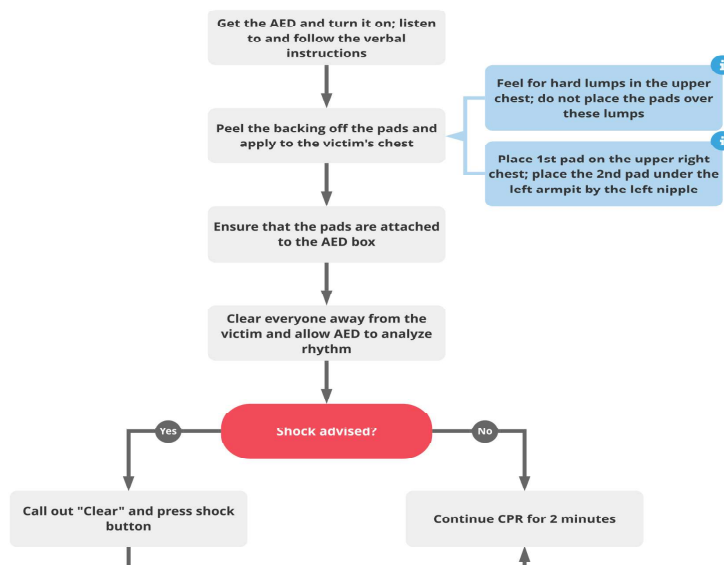 Get the AED and turn it on; listen
to and follow the verbal
instructions
Feel for hard lumps in the upper
chest; do not place the pads over
these lumps
Peel the backing off the pads and
apply to the victim's chest
Place 1st pad on the upper right
chest; place the 2nd pad under the
left armpit by the left nipple
Ensure that the pads are attached
to the AED box
Clear everyone away from the
victim and allow AED to analyze
rhythm
Yes
Shock advised?
No
Call out "Clear" and press shock
button
Continue CPR for 2 minutes